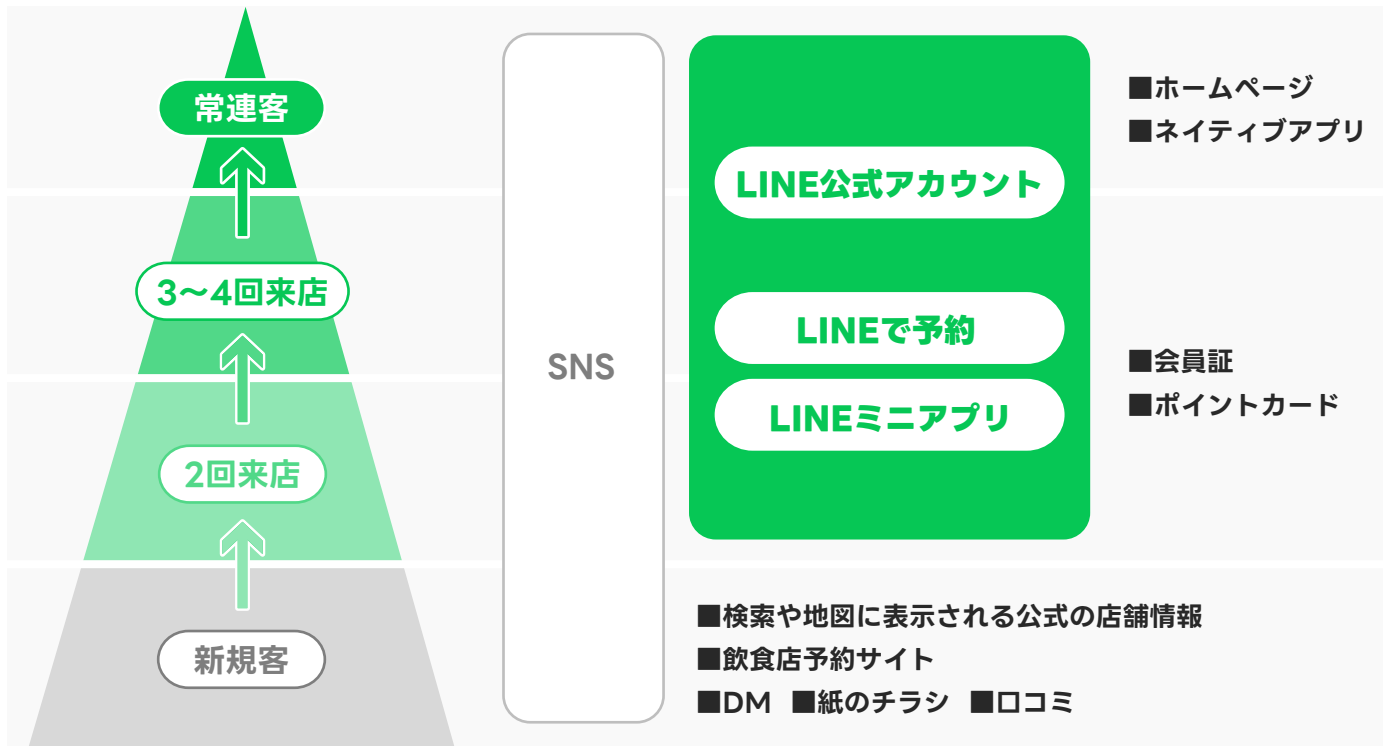 常連客
3〜4回来店
2回来店
新規客
SNS
LINE公式アカウント
LINEで予約
LINEミニアプリ
■ホームページ
■ネイティブアプリ
■会員証
■ポイントカード
■検索や地図に表示される公式の店舗情報
■飲食店予約サイト
■DM ■紙のチラシ ■口コミ